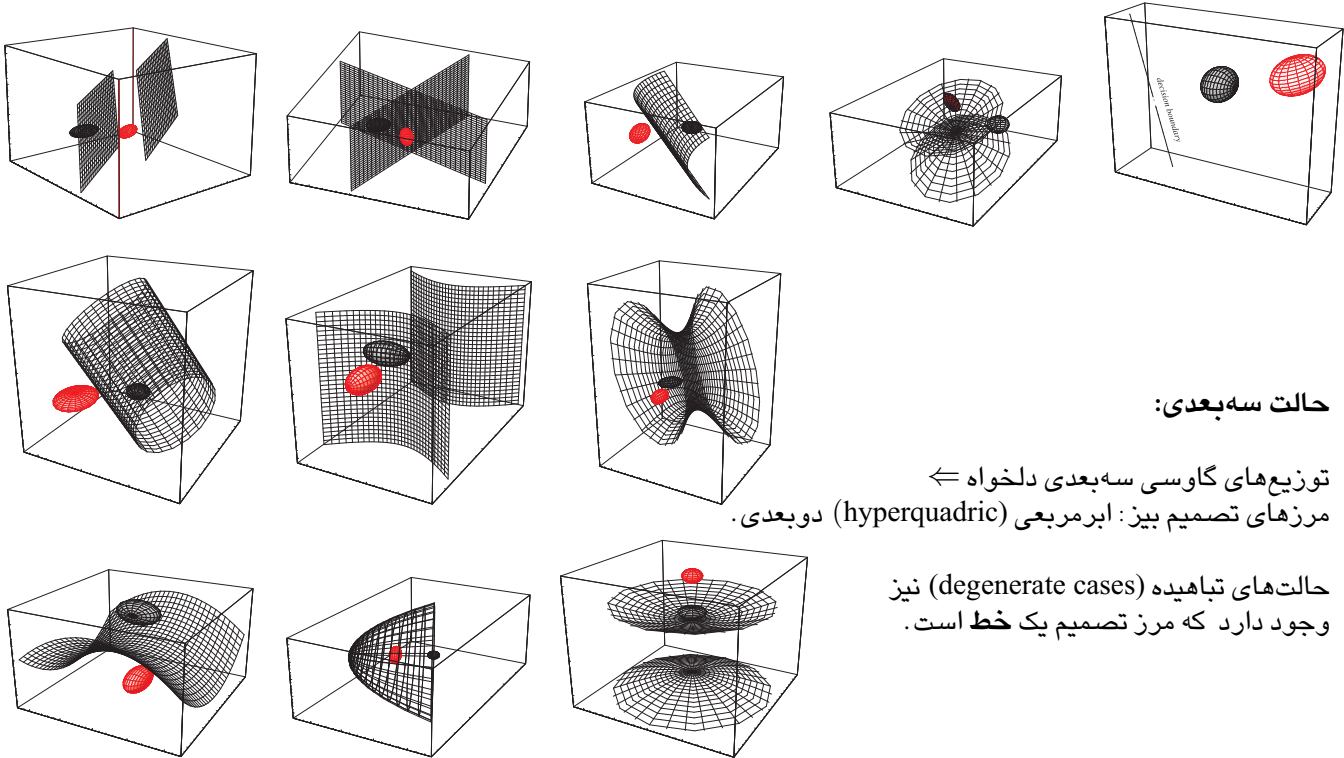 decision boundary
حالت سه‌بعدی:
توزیع‌های گاوسی سه‌بعدی دلخواه ⇐
مرزهای تصمیم بیز: ابرمربعی (hyperquadric) دوبعدی.
حالت‌های تباهیده (degenerate cases) نیز
وجود دارد که مرز تصمیم یک خط است.